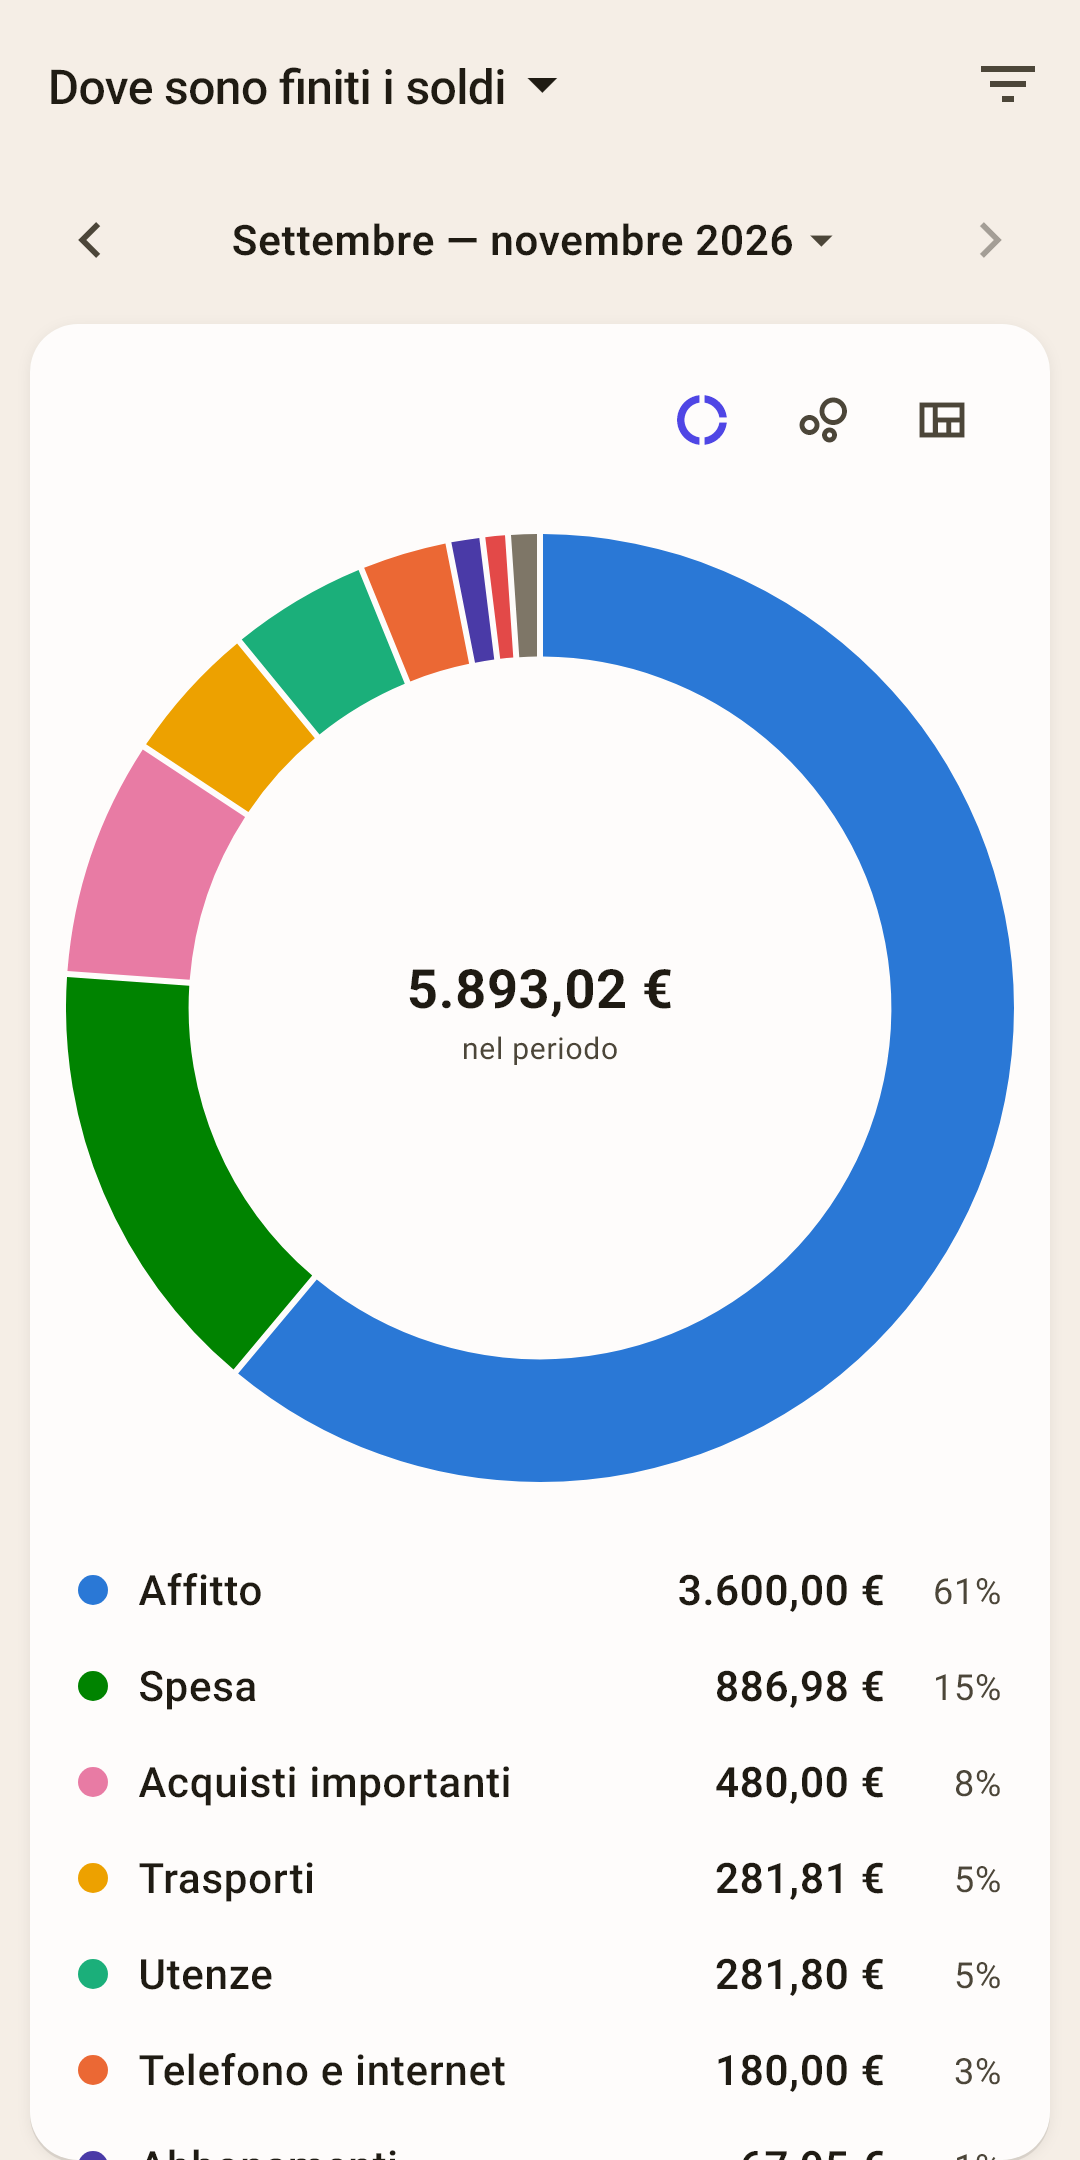 Dove sono finiti i soldi
Settembre — novembre 2026
5.893,02 €
nel periodo
Affitto 3.600,00 € 61%
Spesa 886,98 € 15%
Acquisti importanti 480,00 € 8%
Trasporti 281,81 € 5%
Utenze 281,80 € 5%
Telefono e internet 180,00 € 3%